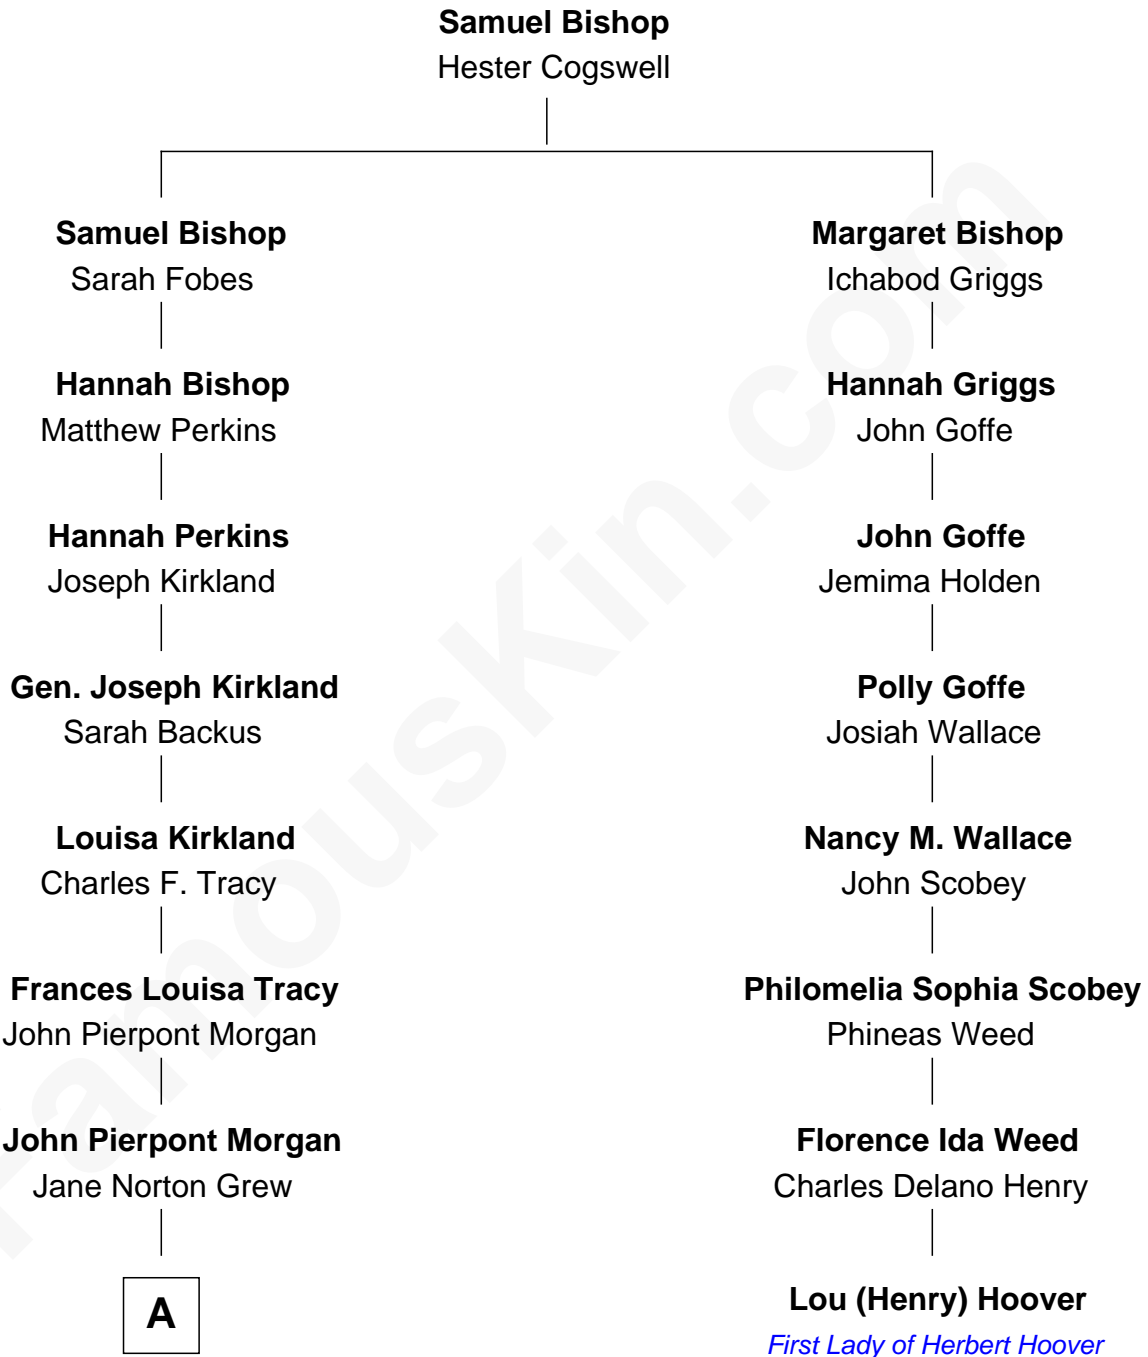 Samuel Bishop
Hester Cogswell
Samuel Bishop
Sarah Fobes
Margaret Bishop
Ichabod Griggs
Hannah Bishop
Matthew Perkins
Hannah Griggs
John Goffe
Hannah Perkins
Joseph Kirkland
John Goffe
Jemima Holden
Gen. Joseph Kirkland
Sarah Backus
Polly Goffe
Josiah Wallace
Louisa Kirkland
Charles F. Tracy
Nancy M. Wallace
John Scobey
Frances Louisa Tracy
John Pierpont Morgan
Philomelia Sophia Scobey
Phineas Weed
John Pierpont Morgan
Jane Norton Grew
Florence Ida Weed
Charles Delano Henry
A
Lou (Henry) Hoover
First Lady of Herbert Hoover
FamousKin.com